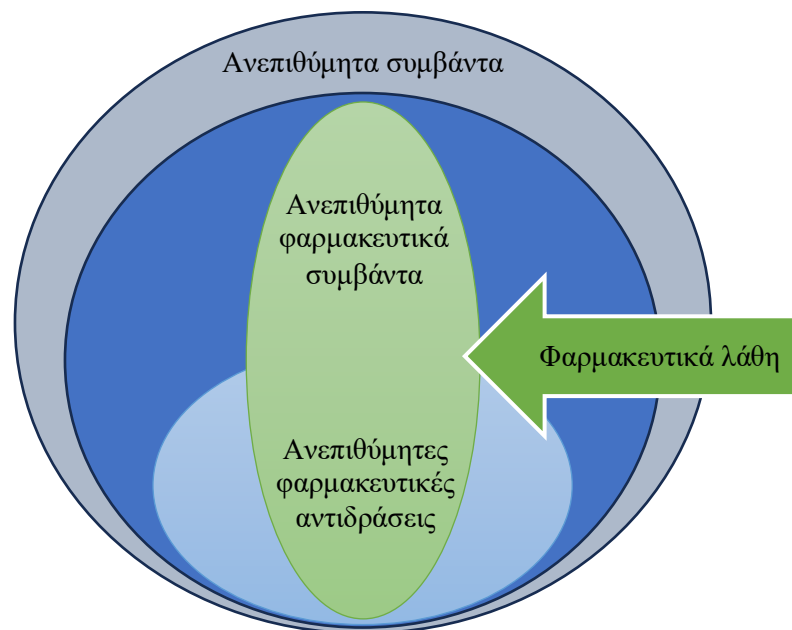 Ανεπιθύμητα συμβάντα
Ανεπιθύμητα
φαρμακευτικά
συμβάντα
Φαρμακευτικά λάθη
Ανεπιθύμητες
φαρμακευτικές
αντιδράσεις